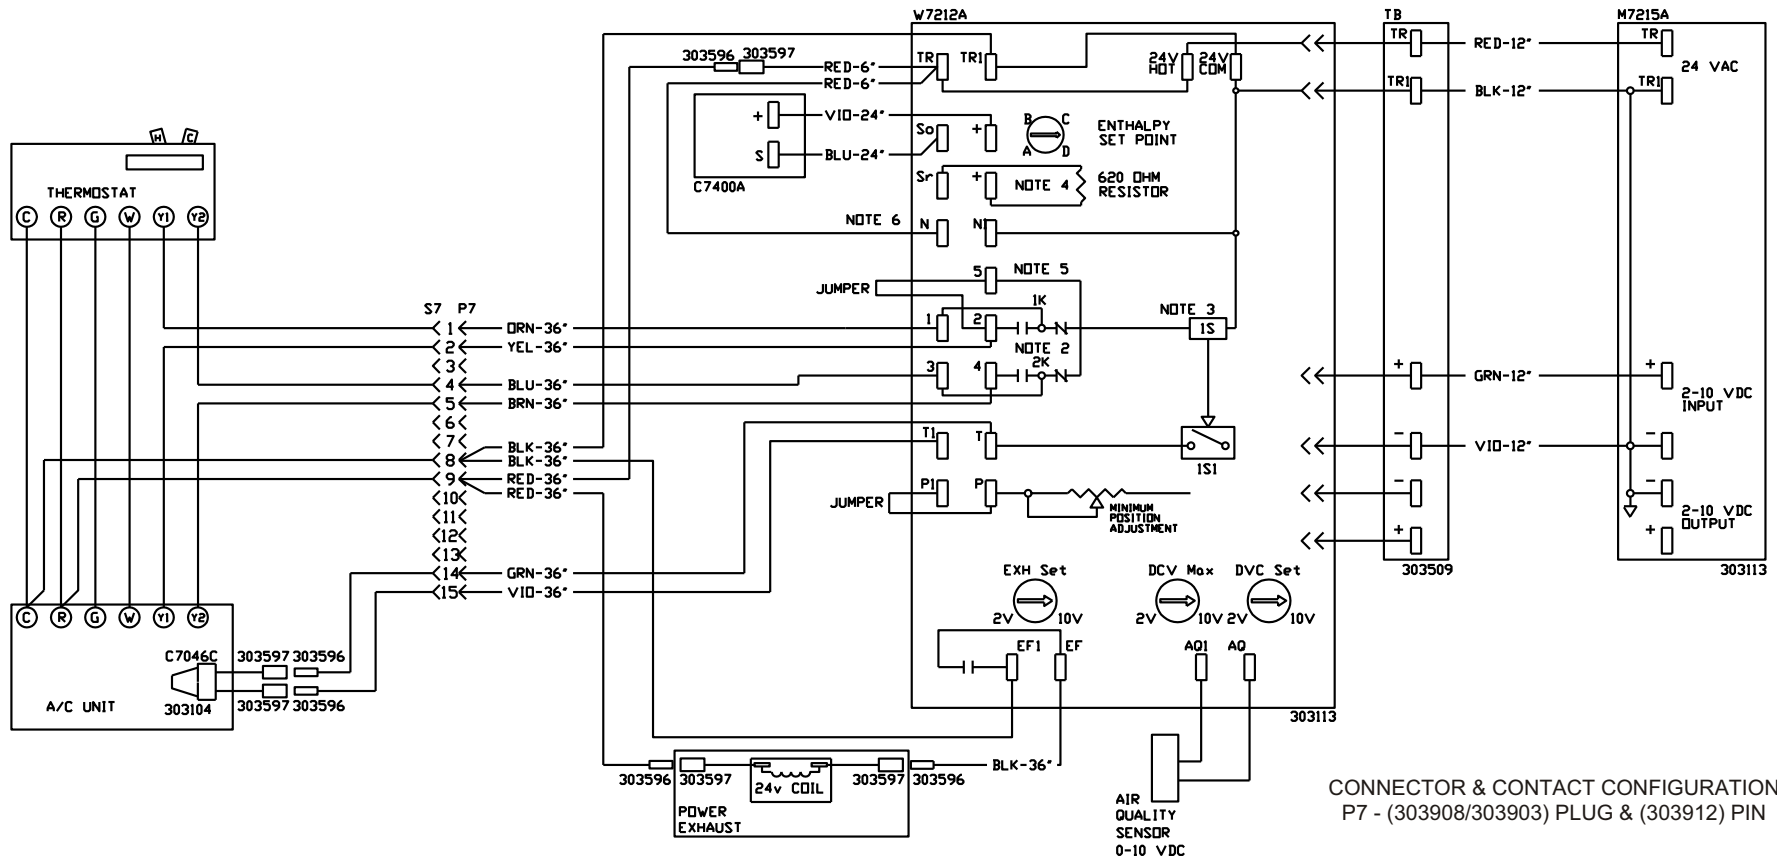 W7212A
TB
M7215A
303596 303597
RED-6"
RED-6"
TR
TR1
24V HOT
24V COM
TR
RED-12"
TR
24 VAC
TR1
BLK-12"
TR1
+
VIO-24"
So
+
B
C
A
D
ENTHALPY
SET POINT
S
BLU-24"
C7400A
Sr
+
NOTE 4
620 OHM
RESISTOR
H
C
THERMOSTAT
C
R
G
W
Y1
Y2
NOTE 6
N
N1
5
NOTE 5
JUMPER
1K
NOTE 3
S7 P7
1
ORN-36"
1
2
1S
2
YEL-36"
NOTE 2
3
2K
3
4
4
BLU-36"
+
GRN-12"
+
2-10 VDC
INPUT
5
BRN-36"
6
7
BLK-36"
T1
T
-
VIO-12"
-
8
BLK-36"
1S1
9
RED-36"
RED-36"
10
JUMPER
P1
P
MINIMUM
POSITION
ADJUSTMENT
-
-
2-10 VDC
OUTPUT
11
12
+
+
13
303509
303113
14
GRN-36"
15
VIO-36"
EXH Set
DCV Max
DVC Set
2V
10V
2V
10V
2V
10V
C
R
G
W
Y1
Y2
C7046C
303597 303596
A/C UNIT
303104
303597 303596
EF1
EF
AQ1
AQ
303113
303596
303597
24v COIL
303597
303596
BLK-36"
POWER
EXHAUST
AIR
QUALITY
SENSOR
0-10 VDC
CONNECTOR & CONTACT CONFIGURATION
P7 - (303908/303903) PLUG & (303912) PIN